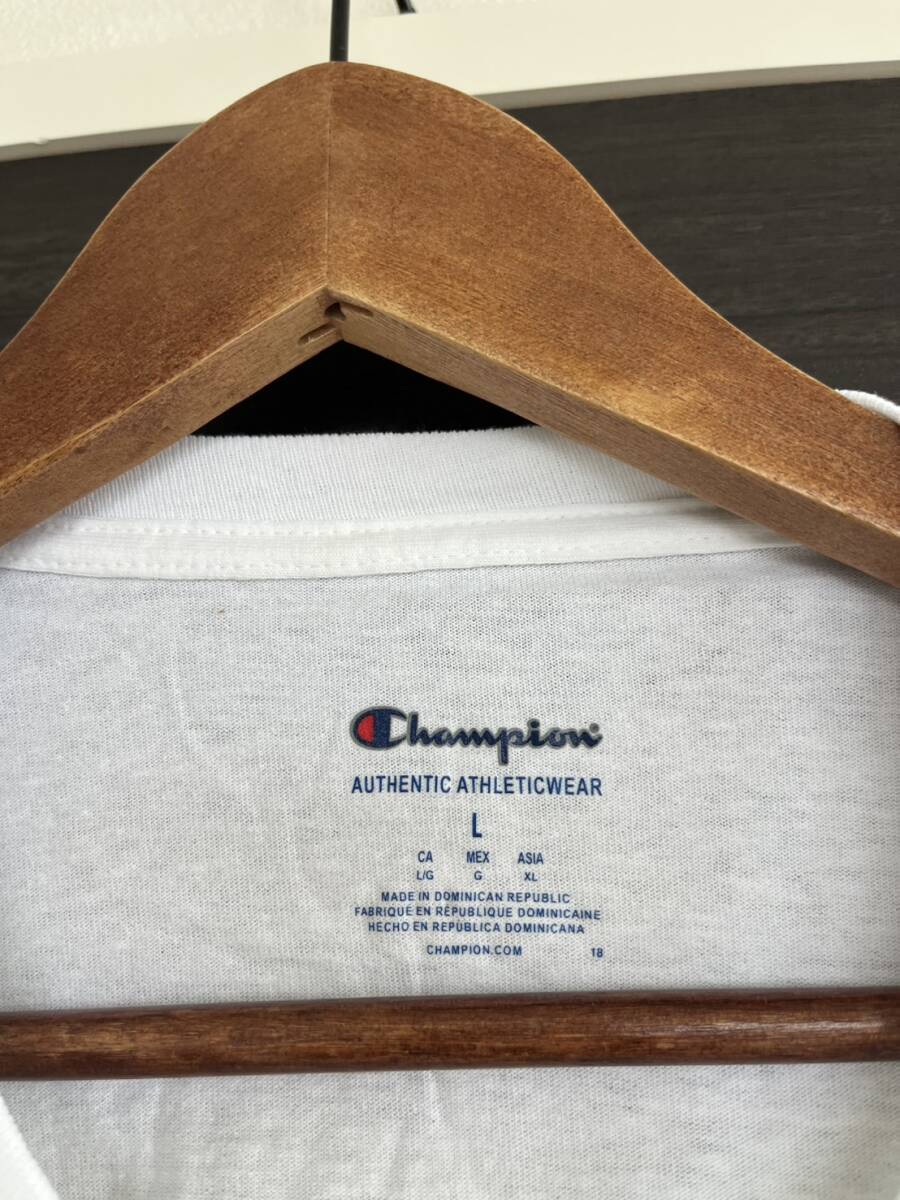 Champion®
AUTHENTIC ATHLETICWEAR
L
CA MEX ASIA
L/G G XL
MADE IN DOMINICAN REPUBLIC
FABRIQUE EN RÉPUBLIQUE DOMINICAINE
HECHO EN REPÚBLICA DOMINICANA
CHAMPION.COM 18